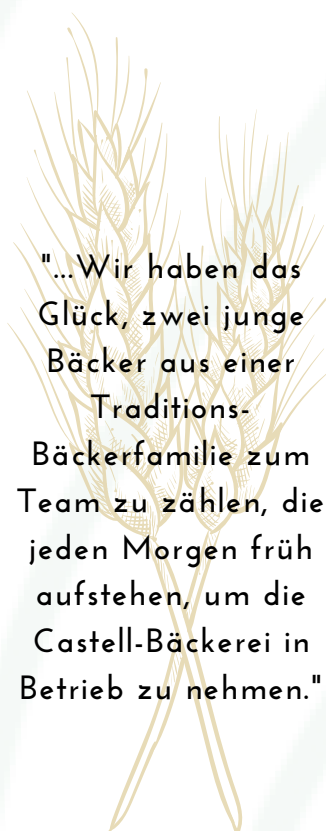 "...Wir haben das
Glück, zwei junge
Bäcker aus einer
Traditions-
Bäckerfamilie zum
Team zu zählen, die
jeden Morgen früh
aufstehen, um die
Castell-Bäckerei in
Betrieb zu nehmen."